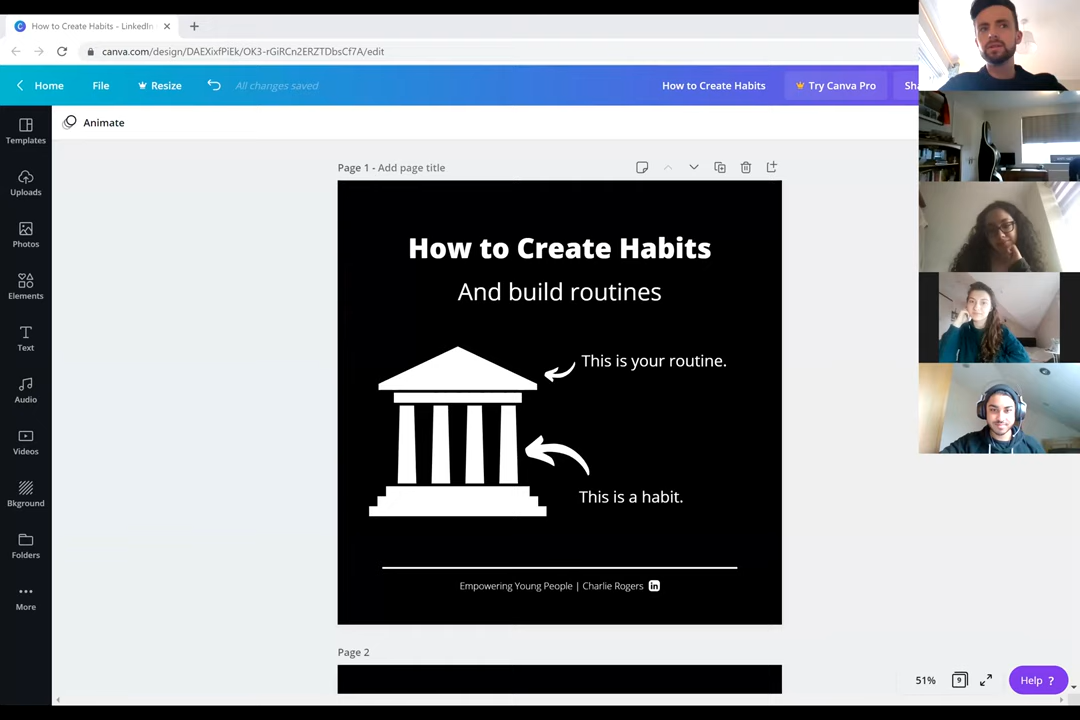 How to Create Habits - LinkedIn
canva.com/design/DAEXixfPiEk/OK3-rGiRCn2ERZTDbsCf7A/edit
Home File Resize All changes saved How to Create Habits Try Canva Pro
Animate
Templates
Uploads
Photos
Elements
Text
Audio
Videos
Bkground
Folders
More
Page 1 - Add page title
How to Create Habits
And build routines
This is your routine.
This is a habit.
Empowering Young People | Charlie Rogers in
Page 2
51% 9 Help ?